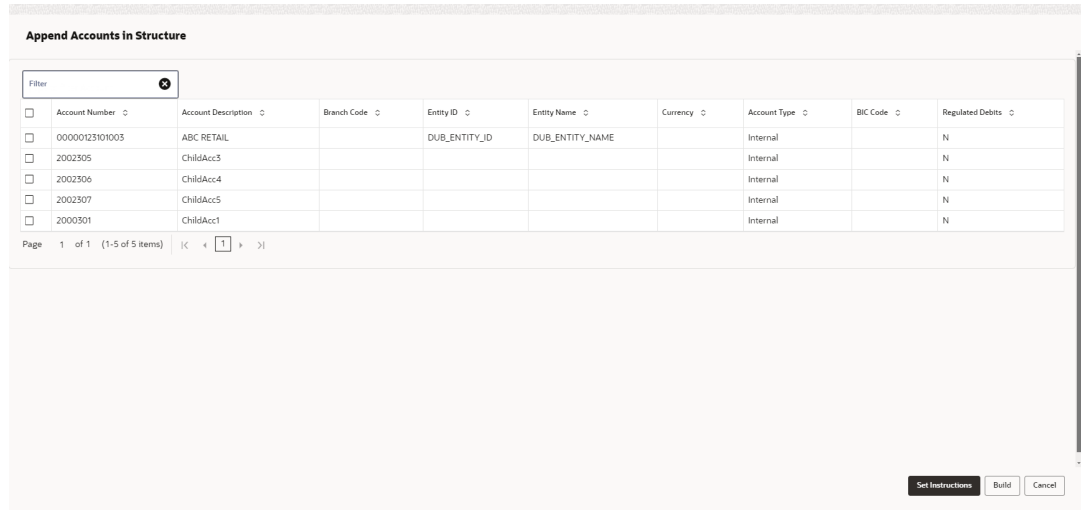 Append Accounts in Structure
Filter
Account Number Account Description Branch Code Entity ID Entity Name Currency Account Type BIC Code Regulated Debits
00000123101003 ABC RETAIL DUB_ENTITY_ID DUB_ENTITY_NAME Internal N
2002305 ChildAcc3 Internal N
2002306 ChildAcc4 Internal N
2002307 ChildAcc5 Internal N
2000301 ChildAcc1 Internal N
Page 1 of 1 (1-5 of 5 items) 1
Set Instructions Build Cancel